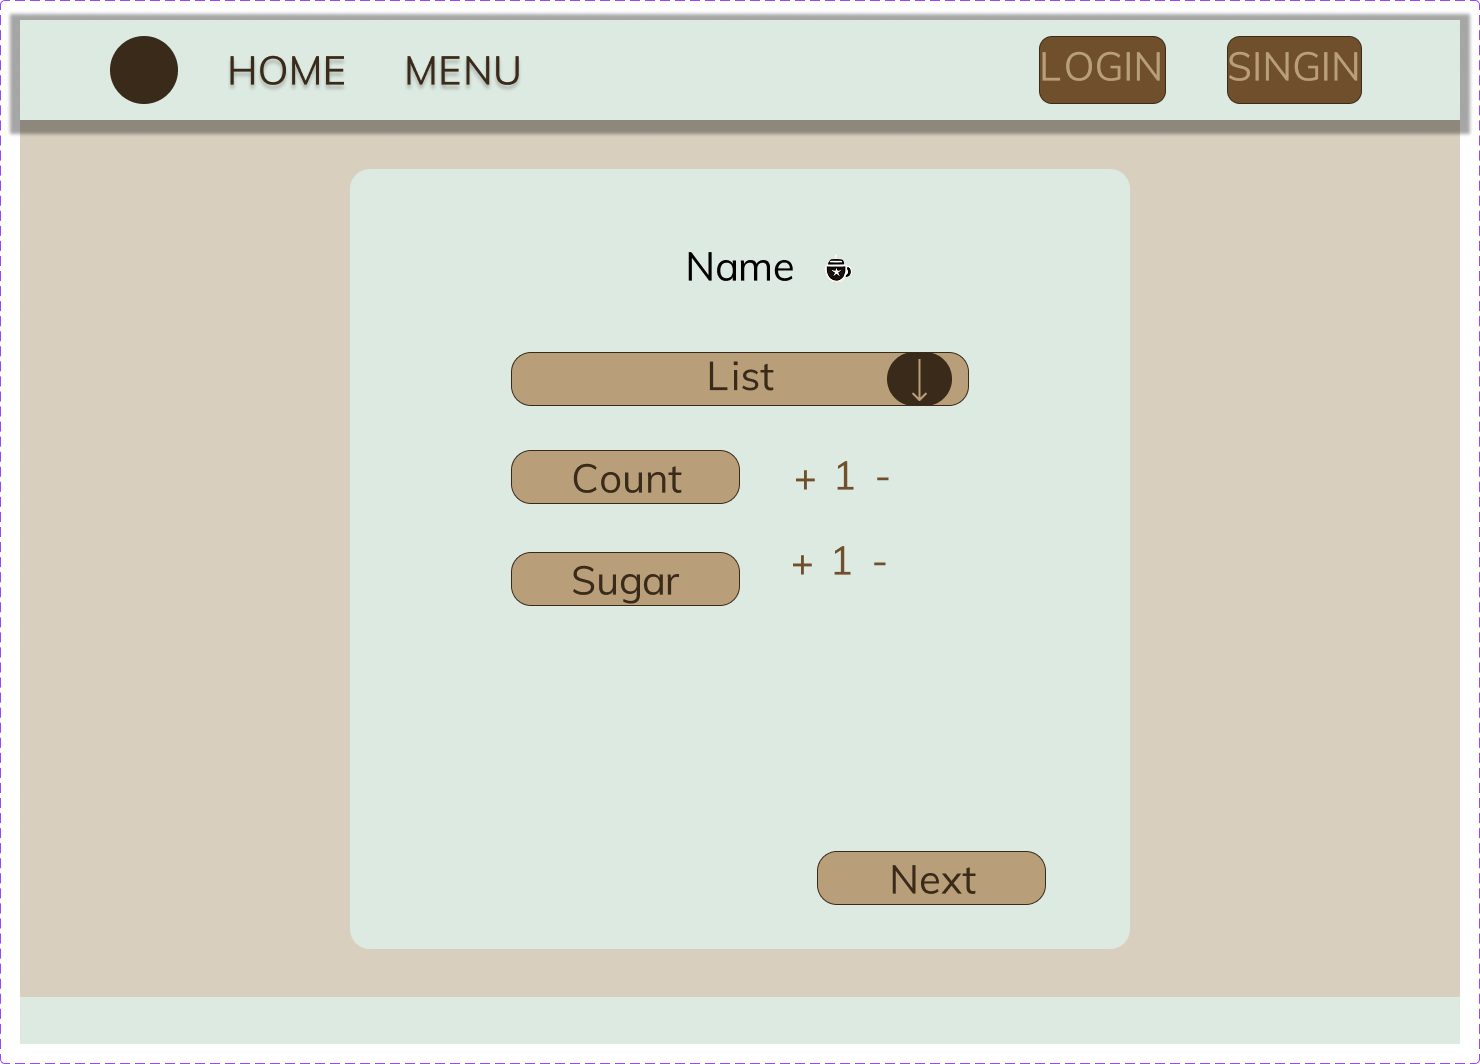 HOME MENU LOGIN SINGIN
Name
List
Count + 1 -
Sugar + 1 -
Next